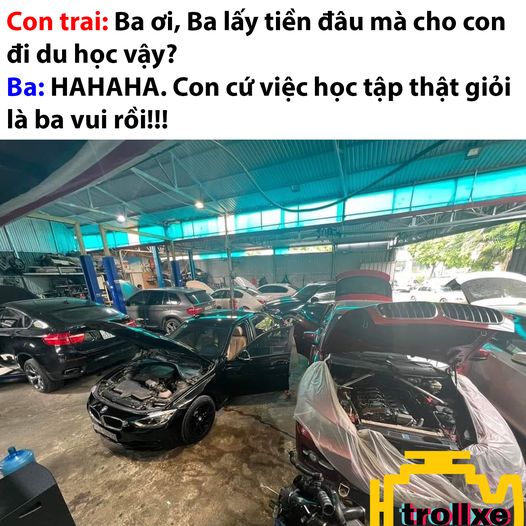 Con trai: Ba ơi, Ba lấy tiền đâu mà cho con
đi du học vậy?
Ba: HAHAHA. Con cứ việc học tập thật giỏi
là ba vui rồi!!!
trollxe